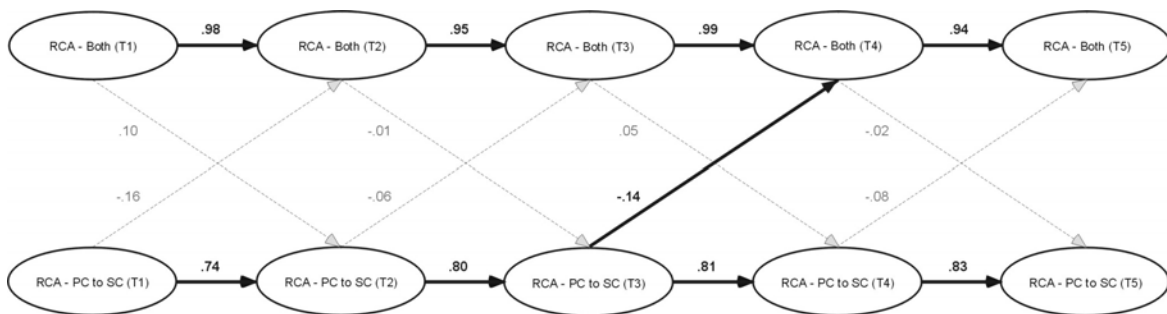 .98 .95 .99 .94
RCA - Both (T1) RCA - Both (T2) RCA - Both (T3) RCA - Both (T4) RCA - Both (T5)
.10 -.01 .05 -.02
-.16 -.06 -.14 -.08
.74 .80 .81 .83
RCA - PC to SC (T1) RCA - PC to SC (T2) RCA - PC to SC (T3) RCA - PC to SC (T4) RCA - PC to SC (T5)